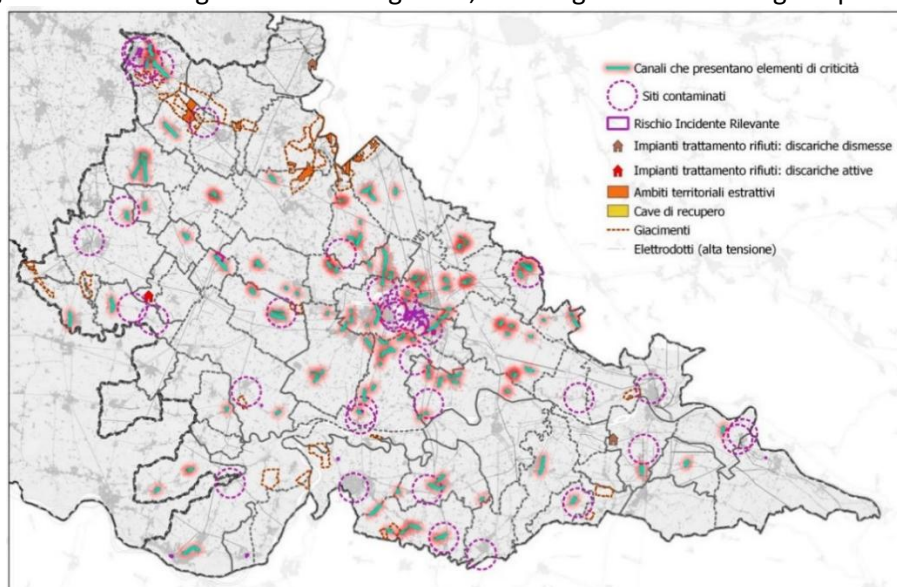 Canali che presentano elementi di criticità
Siti contaminati
Rischio Incidente Rilevante
Impianti trattamento rifiuti: discariche dismesse
Impianti trattamento rifiuti: discariche attive
Ambiti territoriali estrattivi
Cave di recupero
Giacimenti
Elettrodotti (alta tensione)